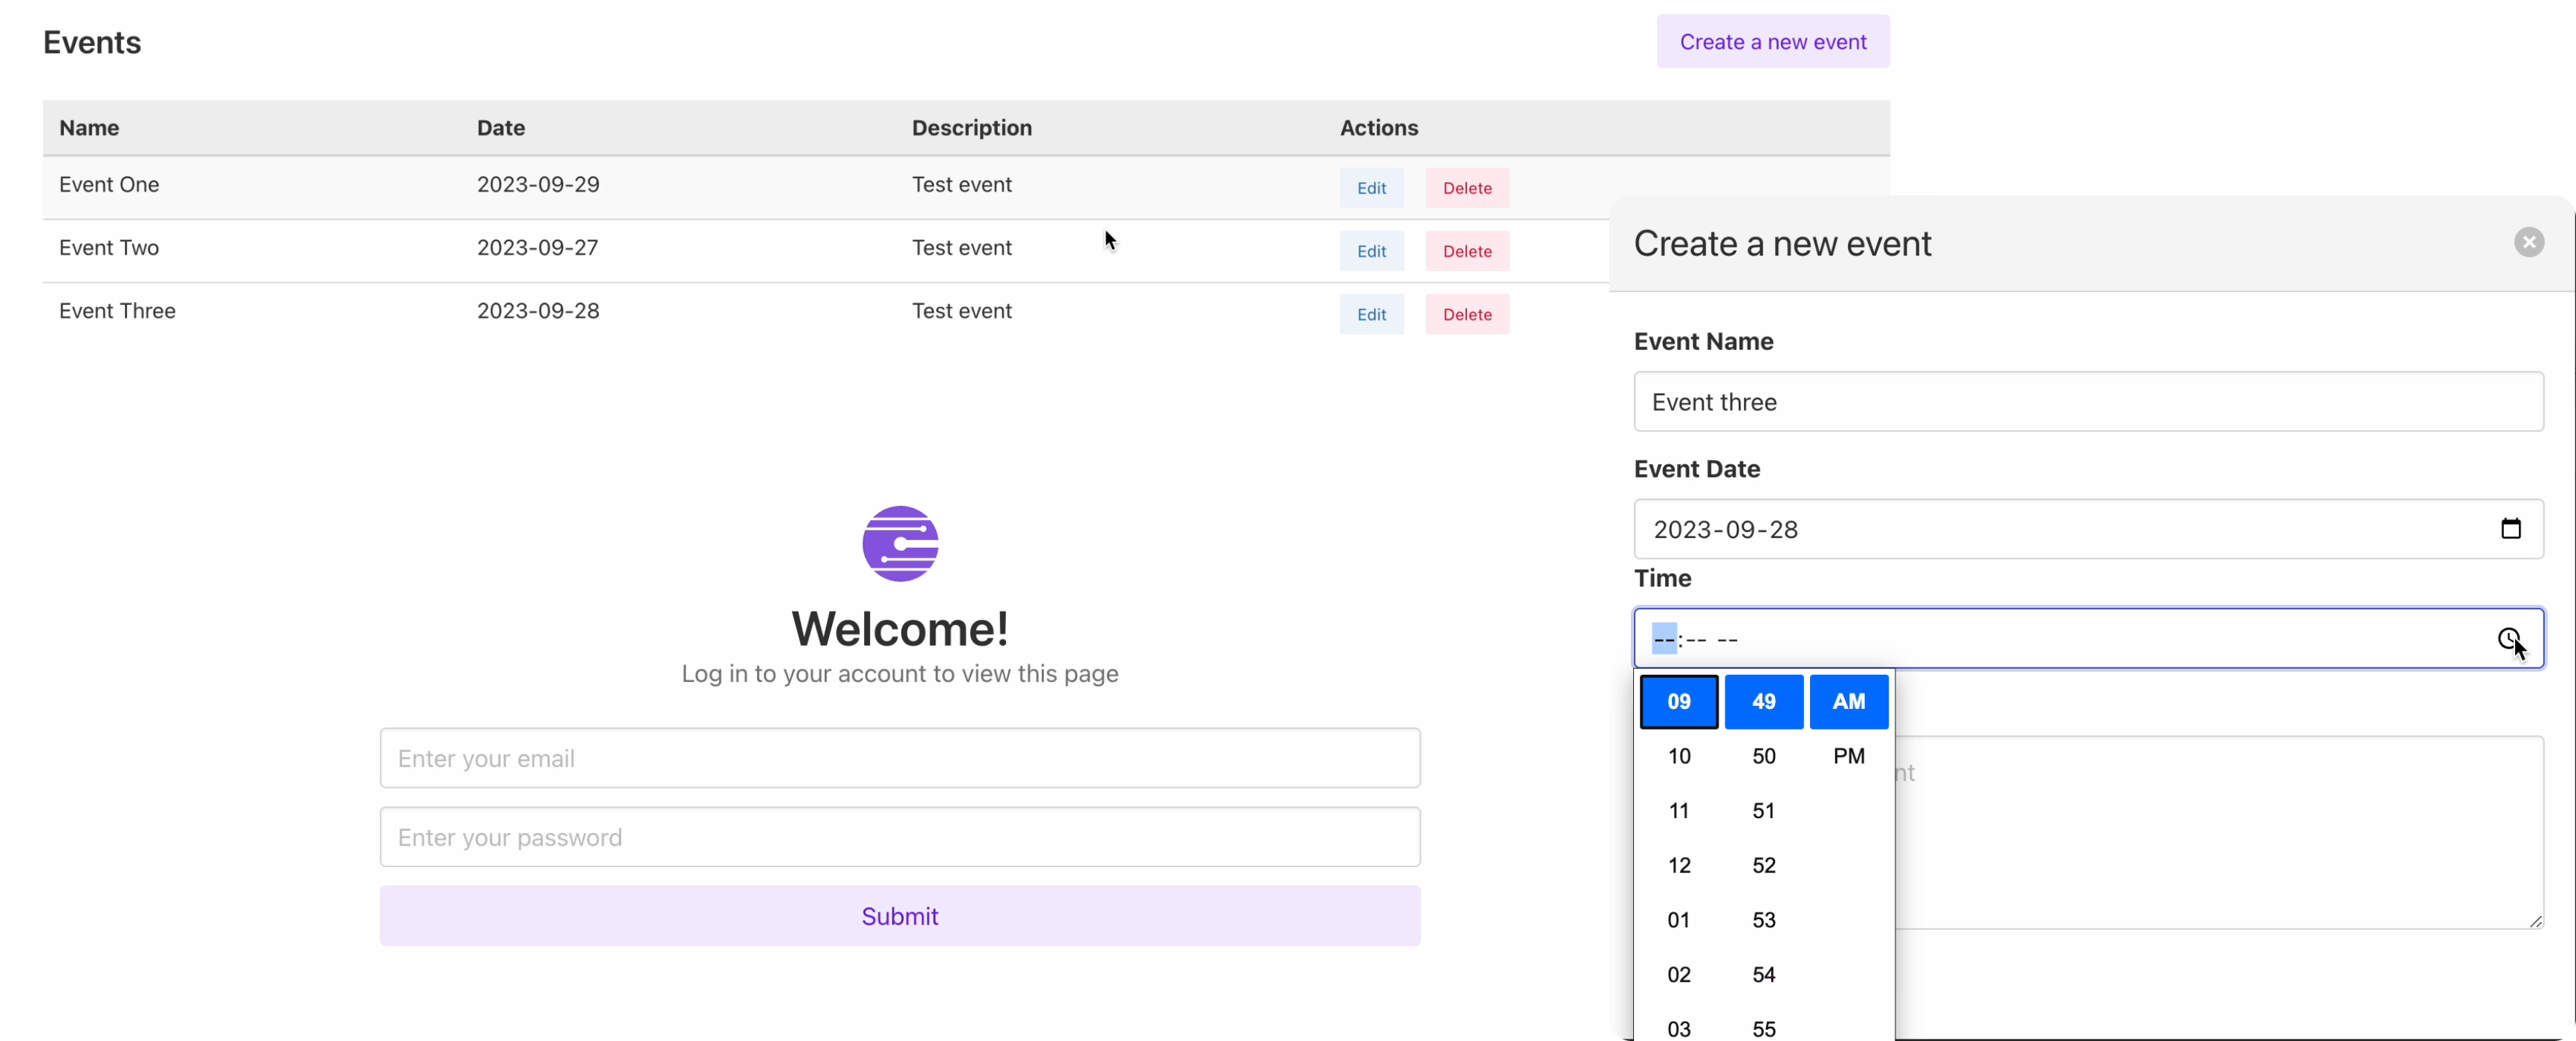 Events
Create a new event
Name Date Description Actions
Event One 2023-09-29 Test event Edit Delete
Event Two 2023-09-27 Test event Edit Delete
Event Three 2023-09-28 Test event Edit Delete
Welcome!
Log in to your account to view this page
Enter your email
Enter your password
Submit
Create a new event
Event Name
Event three
Event Date
2023-09-28
Time
--:-- --
09 49 AM
10 50 PM
11 51
12 52
01 53
02 54
03 55